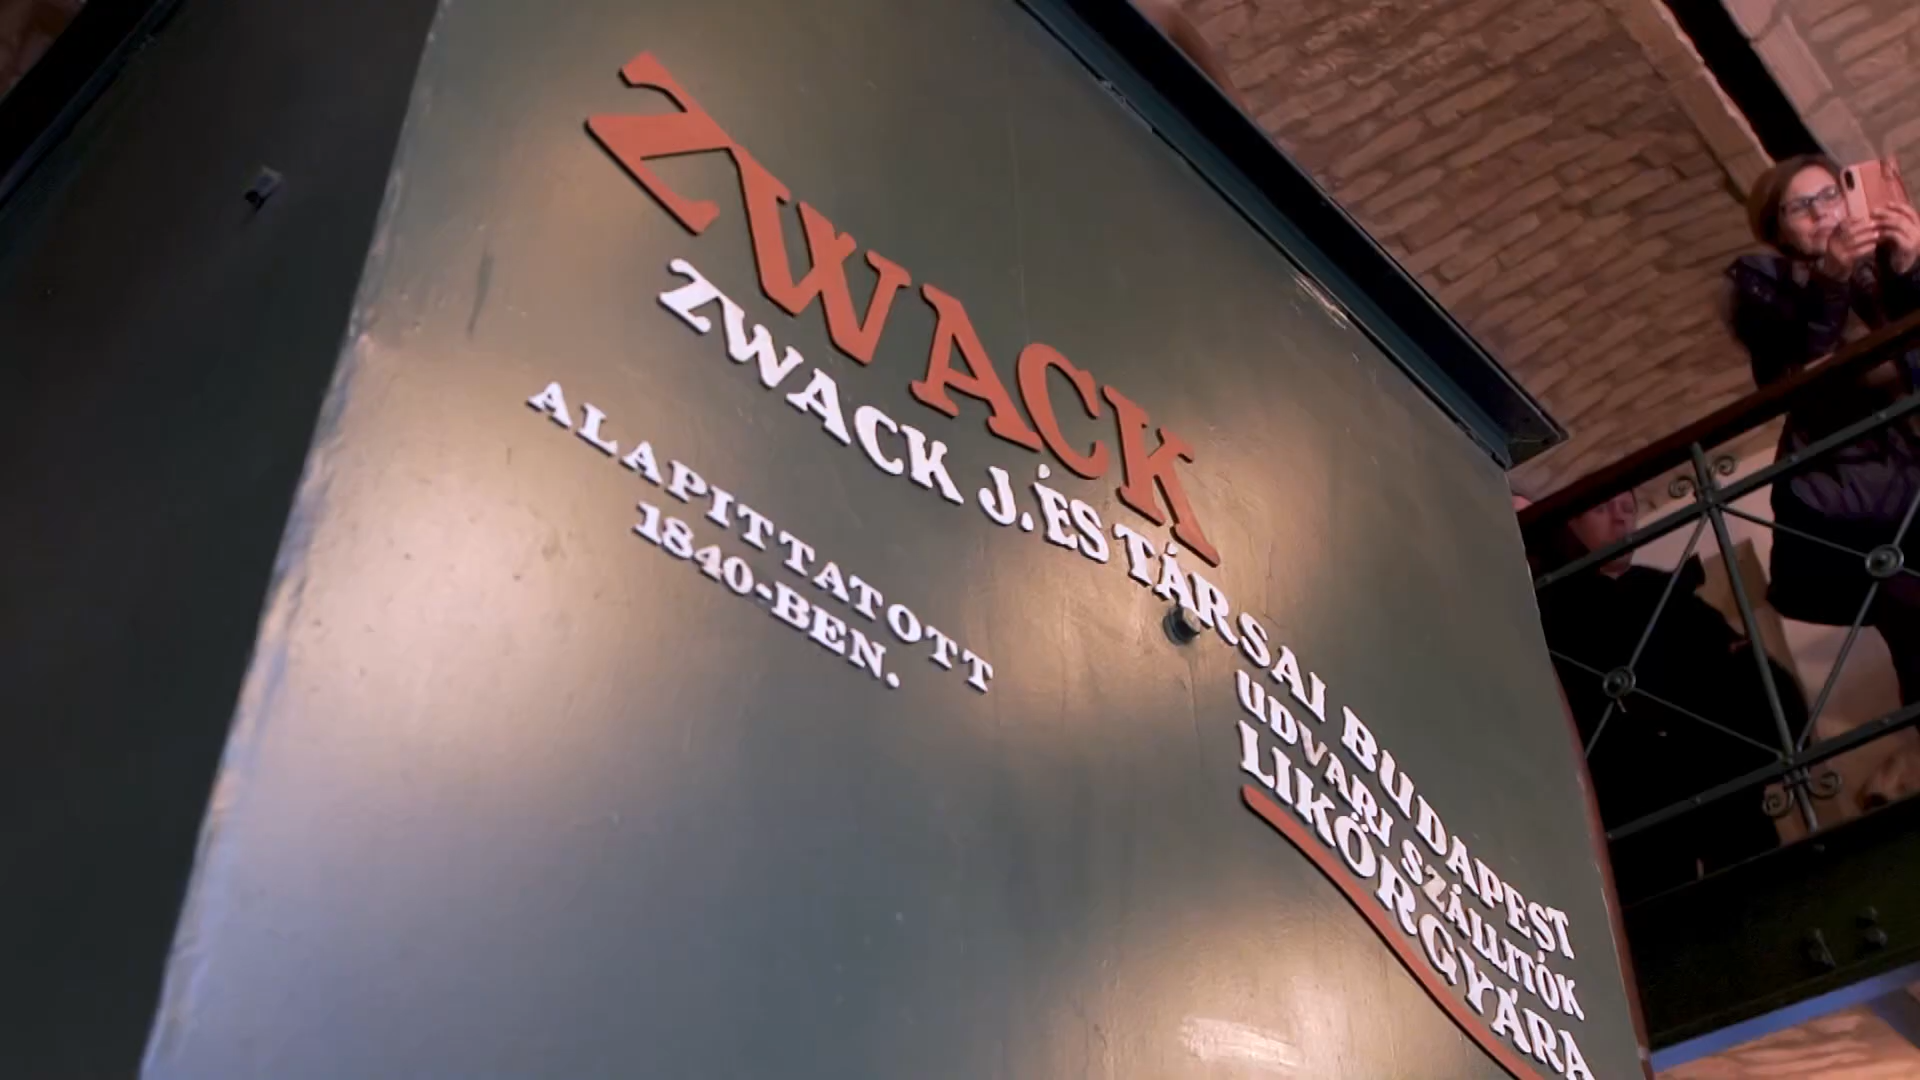 ZWACK
ZWACK J. ÉS TÁRSAI BUDAPEST
UDVARI SZÁLLITÓK
LIKÖRGYÁRA
ALAPITTATOTT
1840-BEN.